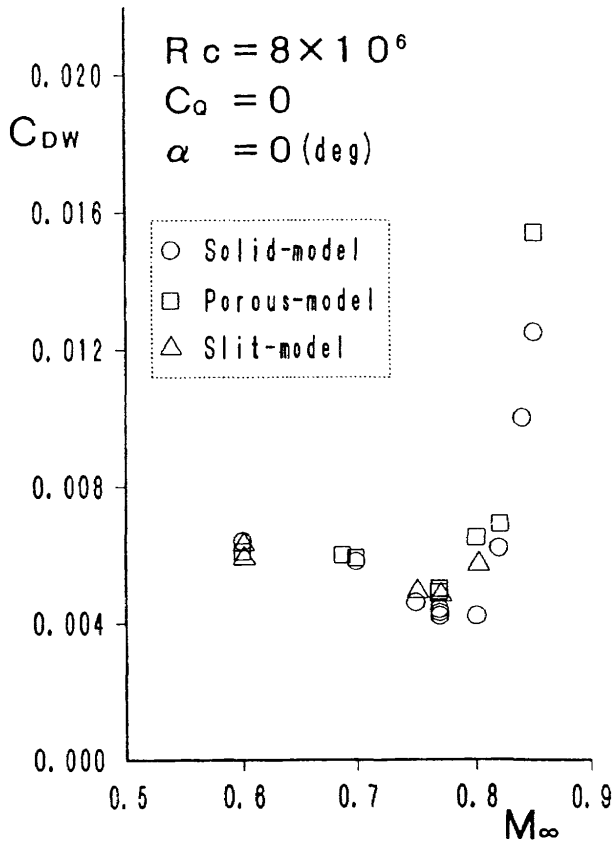 Rc=8×10⁶
C_Q=0
α=0(deg)
C_DW
0.020
0.016
0.012
0.008
0.004
0.000
○ Solid-model
□ Porous-model
△ Slit-model
0.5 0.6 0.7 0.8 0.9
M∞